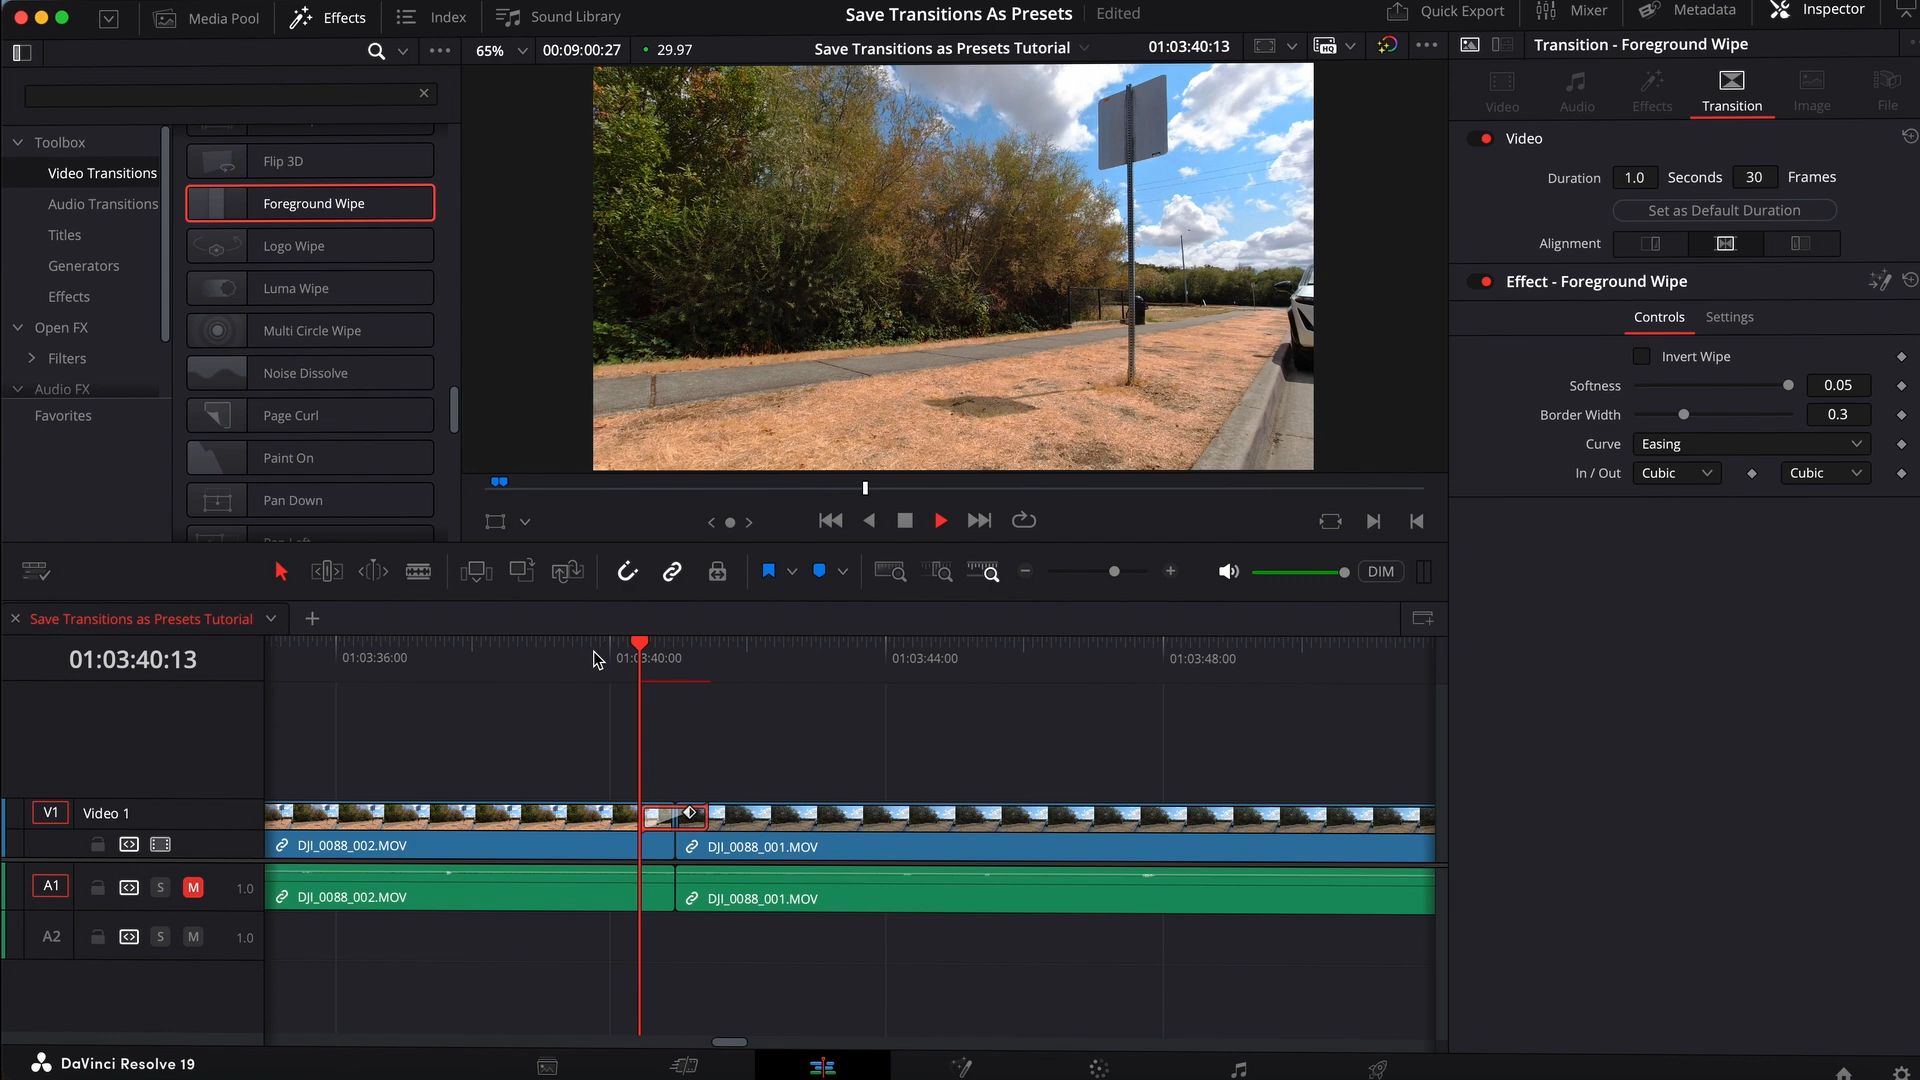 Media Pool
Effects
Index
Sound Library
Save Transitions As Presets
Edited
Quick Export
Mixer
Metadata
Inspector
65%
00:09:00:27
29.97
Save Transitions as Presets Tutorial
01:03:40:13
HQ
Transition - Foreground Wipe
Video
Audio
Effects
Transition
Image
File
Toolbox
Video Transitions
Audio Transitions
Titles
Generators
Effects
Open FX
Filters
Audio FX
Favorites
Flip 3D
Foreground Wipe
Logo Wipe
Luma Wipe
Multi Circle Wipe
Noise Dissolve
Page Curl
Paint On
Pan Down
Video
Duration 1.0 Seconds 30 Frames
Set as Default Duration
Alignment
Effect - Foreground Wipe
Controls
Settings
Invert Wipe
Softness 0.05
Border Width 0.3
Curve Easing
In / Out Cubic Cubic
DIM
Save Transitions as Presets Tutorial
01:03:40:13
01:03:36:00
01:03:40:00
01:03:44:00
01:03:48:00
V1
Video 1
DJI_0088_002.MOV
DJI_0088_001.MOV
A1
S
M
1.0
DJI_0088_002.MOV
DJI_0088_001.MOV
A2
S
M
1.0
DaVinci Resolve 19